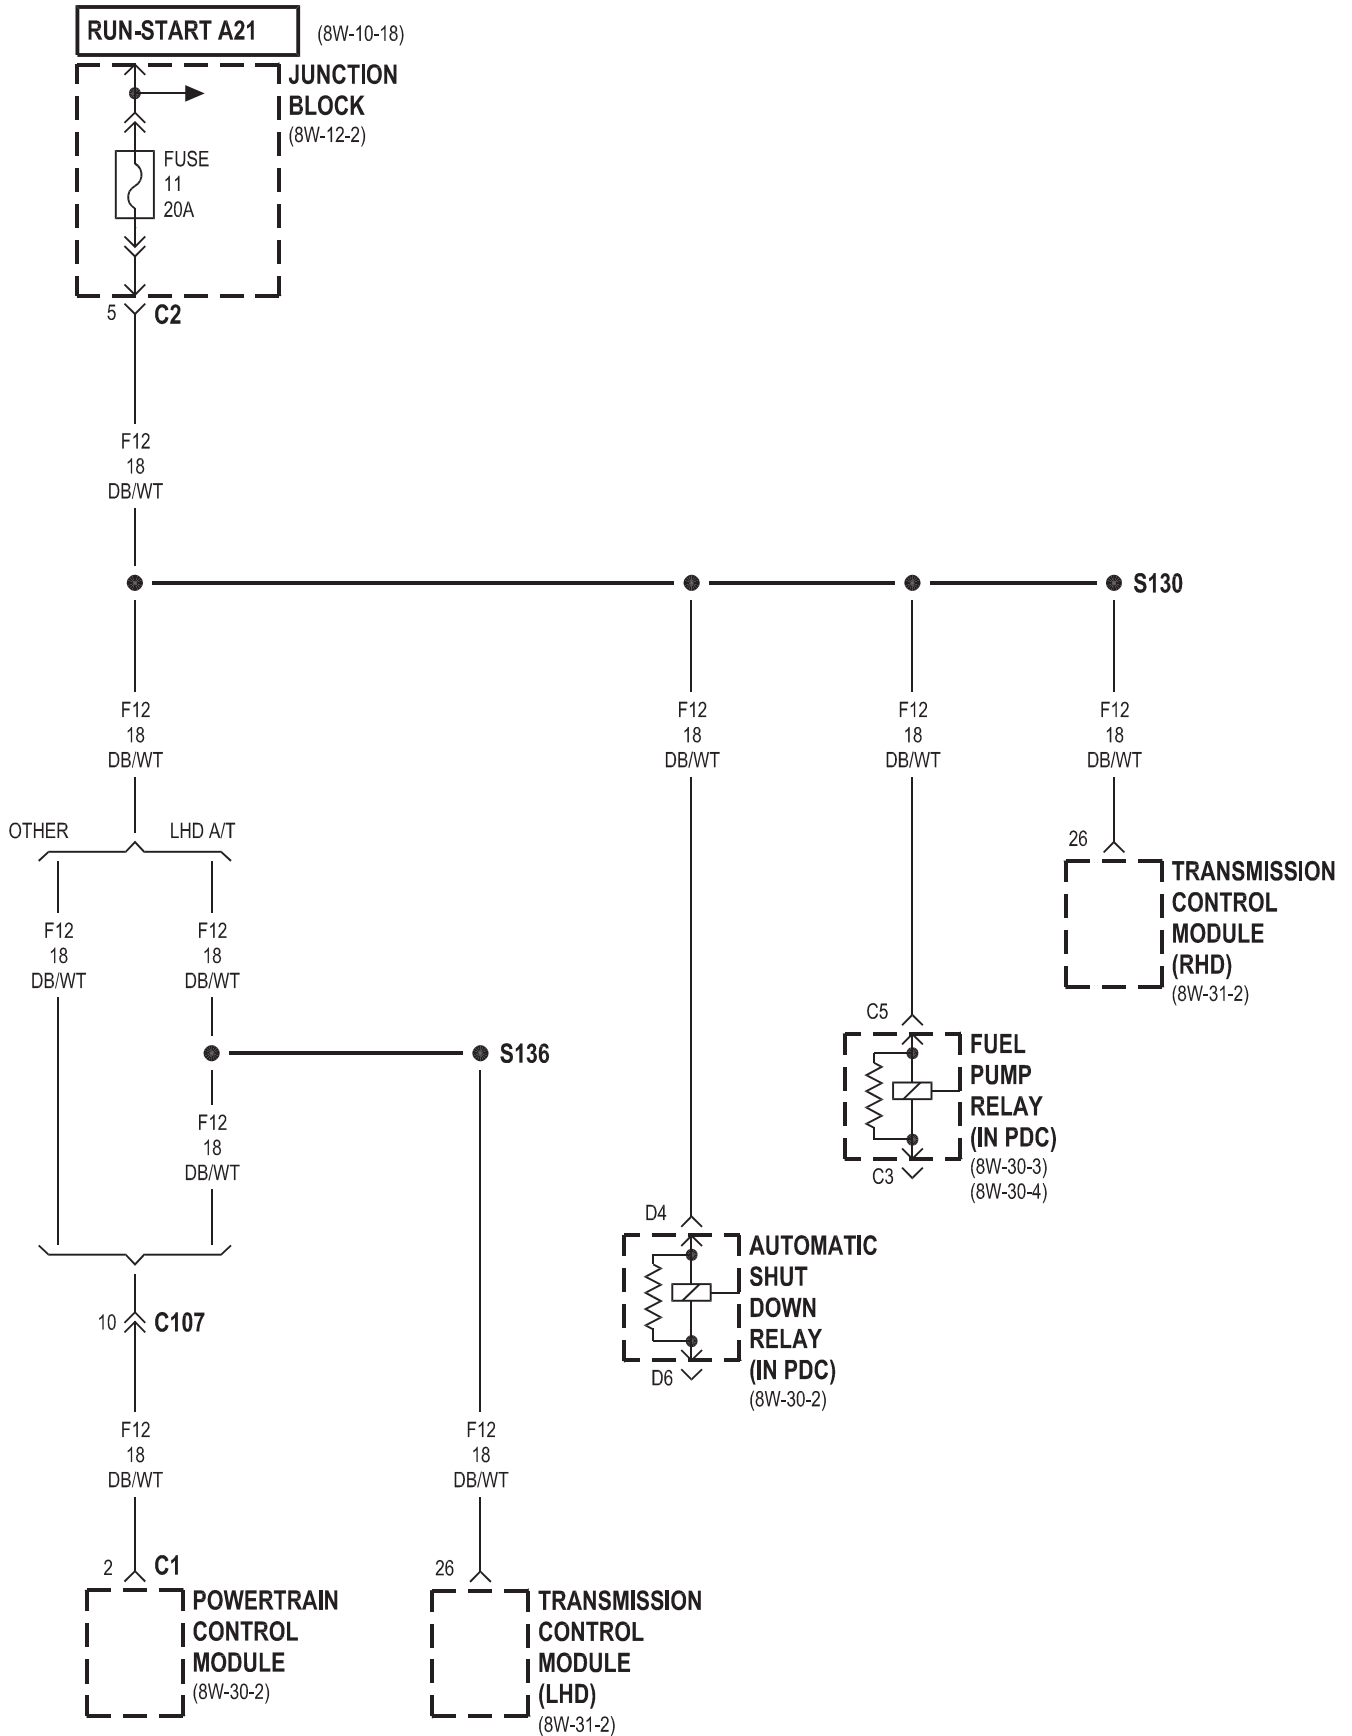 RUN-START A21
(8W-10-18)
JUNCTION
BLOCK
(8W-12-2)
FUSE
11
20A
5
C2
F12
18
DB/WT
S130
F12
18
DB/WT
F12
18
DB/WT
F12
18
DB/WT
F12
18
DB/WT
OTHER
LHD A/T
F12
18
DB/WT
F12
18
DB/WT
26
TRANSMISSION
CONTROL
MODULE
(RHD)
(8W-31-2)
S136
F12
18
DB/WT
C5
FUEL
PUMP
RELAY
(IN PDC)
(8W-30-3)
(8W-30-4)
C3
D4
AUTOMATIC
SHUT
DOWN
RELAY
(IN PDC)
(8W-30-2)
D6
10
C107
F12
18
DB/WT
F12
18
DB/WT
2
C1
POWERTRAIN
CONTROL
MODULE
(8W-30-2)
26
TRANSMISSION
CONTROL
MODULE
(LHD)
(8W-31-2)